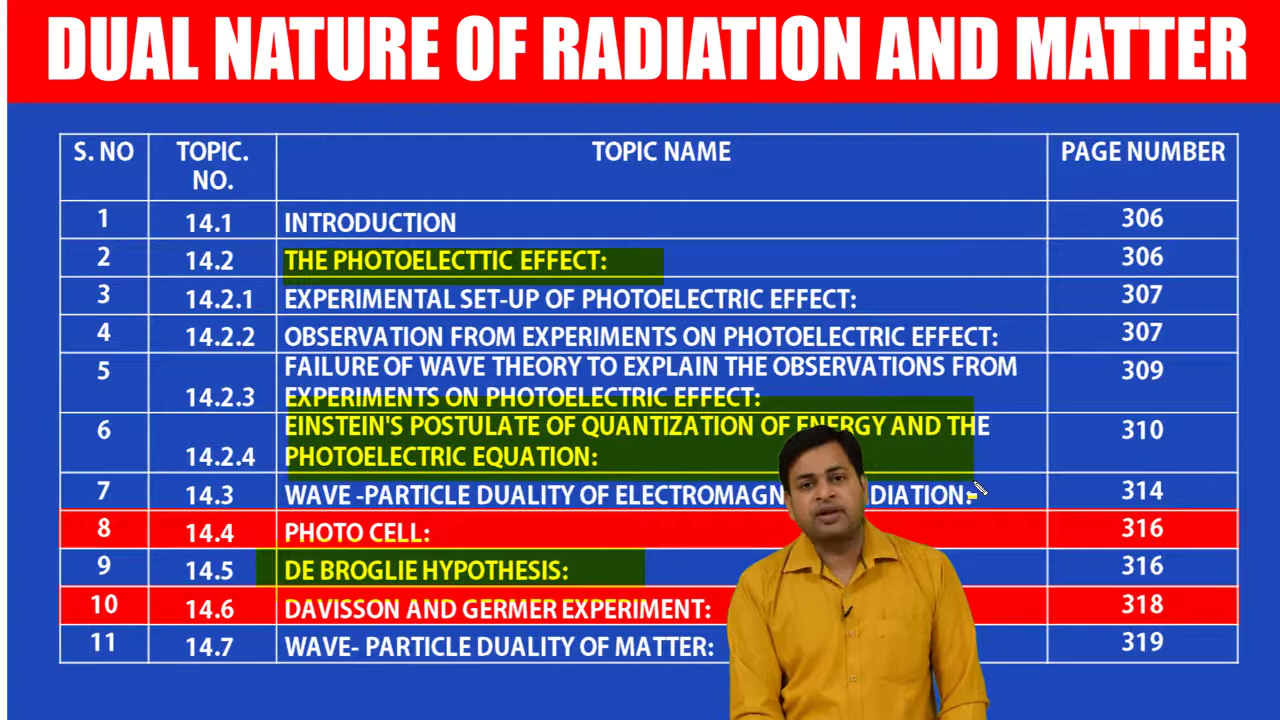 DUAL NATURE OF RADIATION AND MATTER
S. NO TOPIC. NO. TOPIC NAME PAGE NUMBER
1 14.1 INTRODUCTION 306
2 14.2 THE PHOTOELECTTIC EFFECT: 306
3 14.2.1 EXPERIMENTAL SET-UP OF PHOTOELECTRIC EFFECT: 307
4 14.2.2 OBSERVATION FROM EXPERIMENTS ON PHOTOELECTRIC EFFECT: 307
5 14.2.3 FAILURE OF WAVE THEORY TO EXPLAIN THE OBSERVATIONS FROM
EXPERIMENTS ON PHOTOELECTRIC EFFECT: 309
6 14.2.4 EINSTEIN'S POSTULATE OF QUANTIZATION OF ENERGY AND THE
PHOTOELECTRIC EQUATION: 310
7 14.3 WAVE -PARTICLE DUALITY OF 314
8 14.4 PHOTO CELL: 316
9 14.5 DE BROGLIE HYPOTHESIS: 316
10 14.6 DAVISSON AND GERMER EXPERIMENT: 318
11 14.7 WAVE- PARTICLE DUALITY OF MATTER: 319